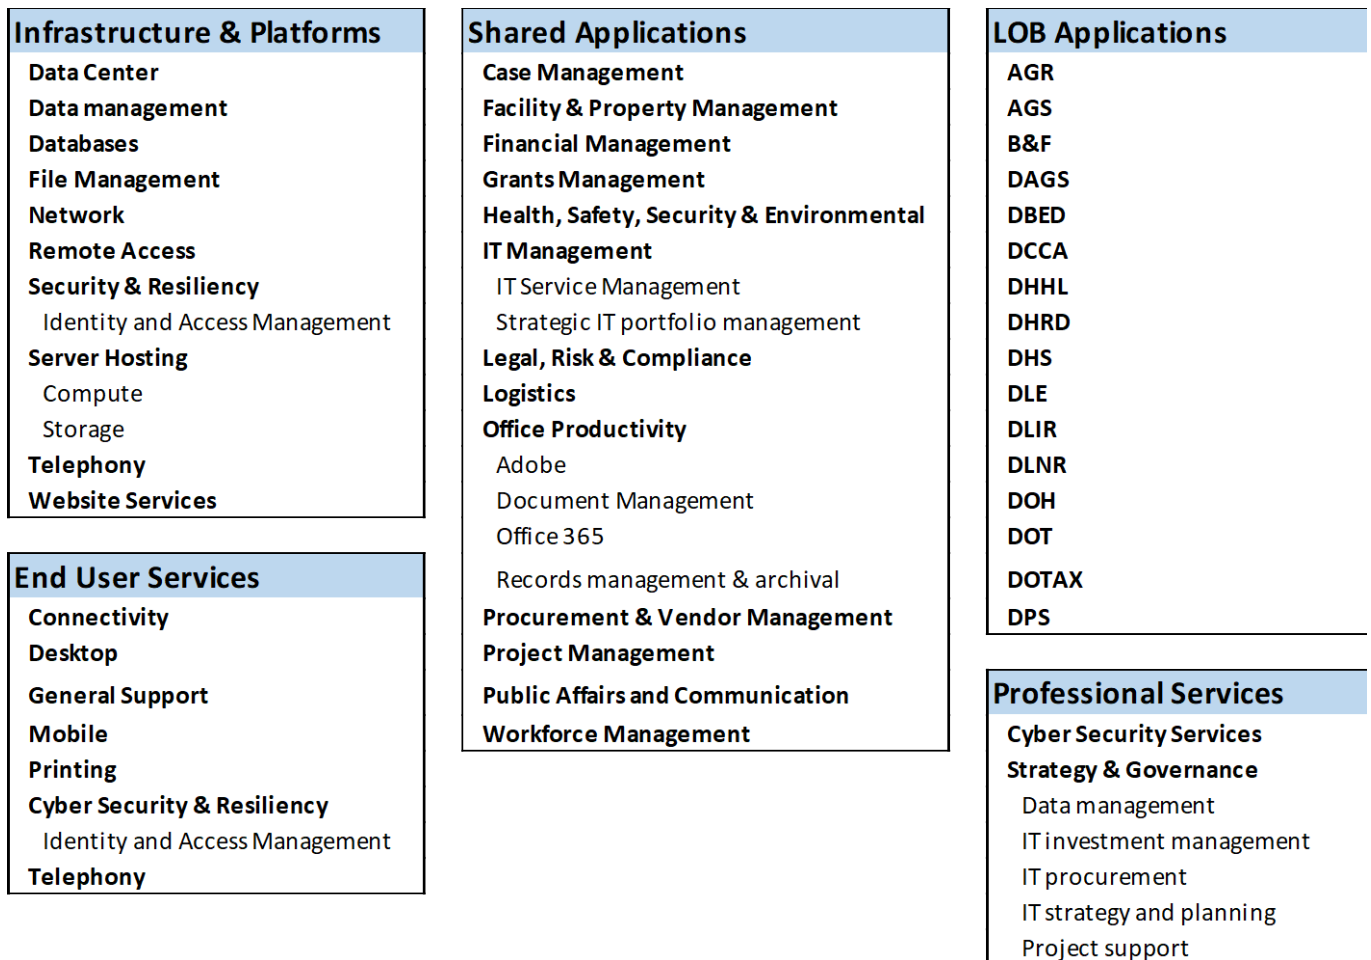 Infrastructure & Platforms
Data Center
Data management
Databases
File Management
Network
Remote Access
Security & Resiliency
Identity and Access Management
Server Hosting
Compute
Storage
Telephony
Website Services
End User Services
Connectivity
Desktop
General Support
Mobile
Printing
Cyber Security & Resiliency
Identity and Access Management
Telephony
Shared Applications
Case Management
Facility & Property Management
Financial Management
Grants Management
Health, Safety, Security & Environmental
IT Management
IT Service Management
Strategic IT portfolio management
Legal, Risk & Compliance
Logistics
Office Productivity
Adobe
Document Management
Office 365
Records management & archival
Procurement & Vendor Management
Project Management
Public Affairs and Communication
Workforce Management
LOB Applications
AGR
AGS
B&F
DAGS
DBED
DCCA
DHHL
DHRD
DHS
DLE
DLIR
DLNR
DOH
DOT
DOTAX
DPS
Professional Services
Cyber Security Services
Strategy & Governance
Data management
IT investment management
IT procurement
IT strategy and planning
Project support